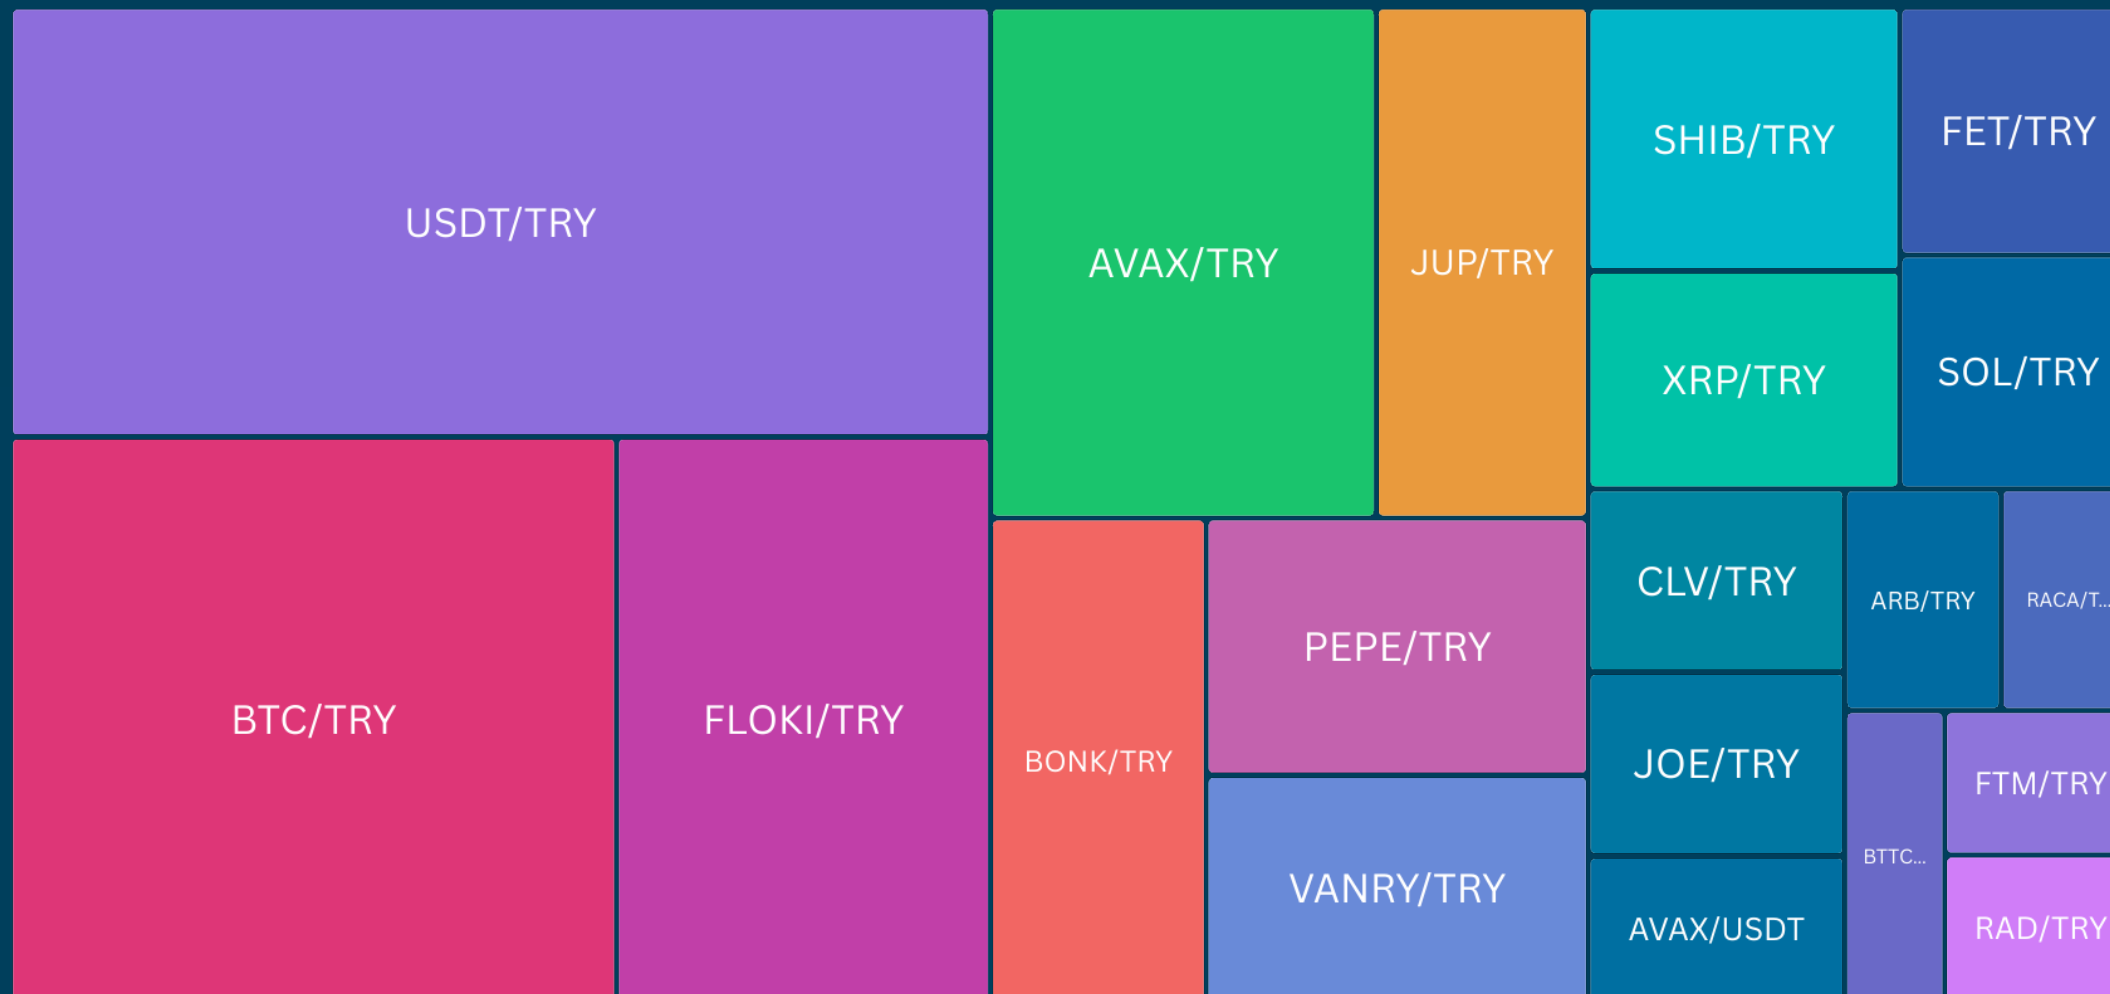 USDT/TRY
AVAX/TRY
JUP/TRY
SHIB/TRY
FET/TRY
XRP/TRY
SOL/TRY
BTC/TRY
FLOKI/TRY
BONK/TRY
PEPE/TRY
VANRY/TRY
CLV/TRY
ARB/TRY
RACA/T...
JOE/TRY
BTTC...
FTM/TRY
AVAX/USDT
RAD/TRY